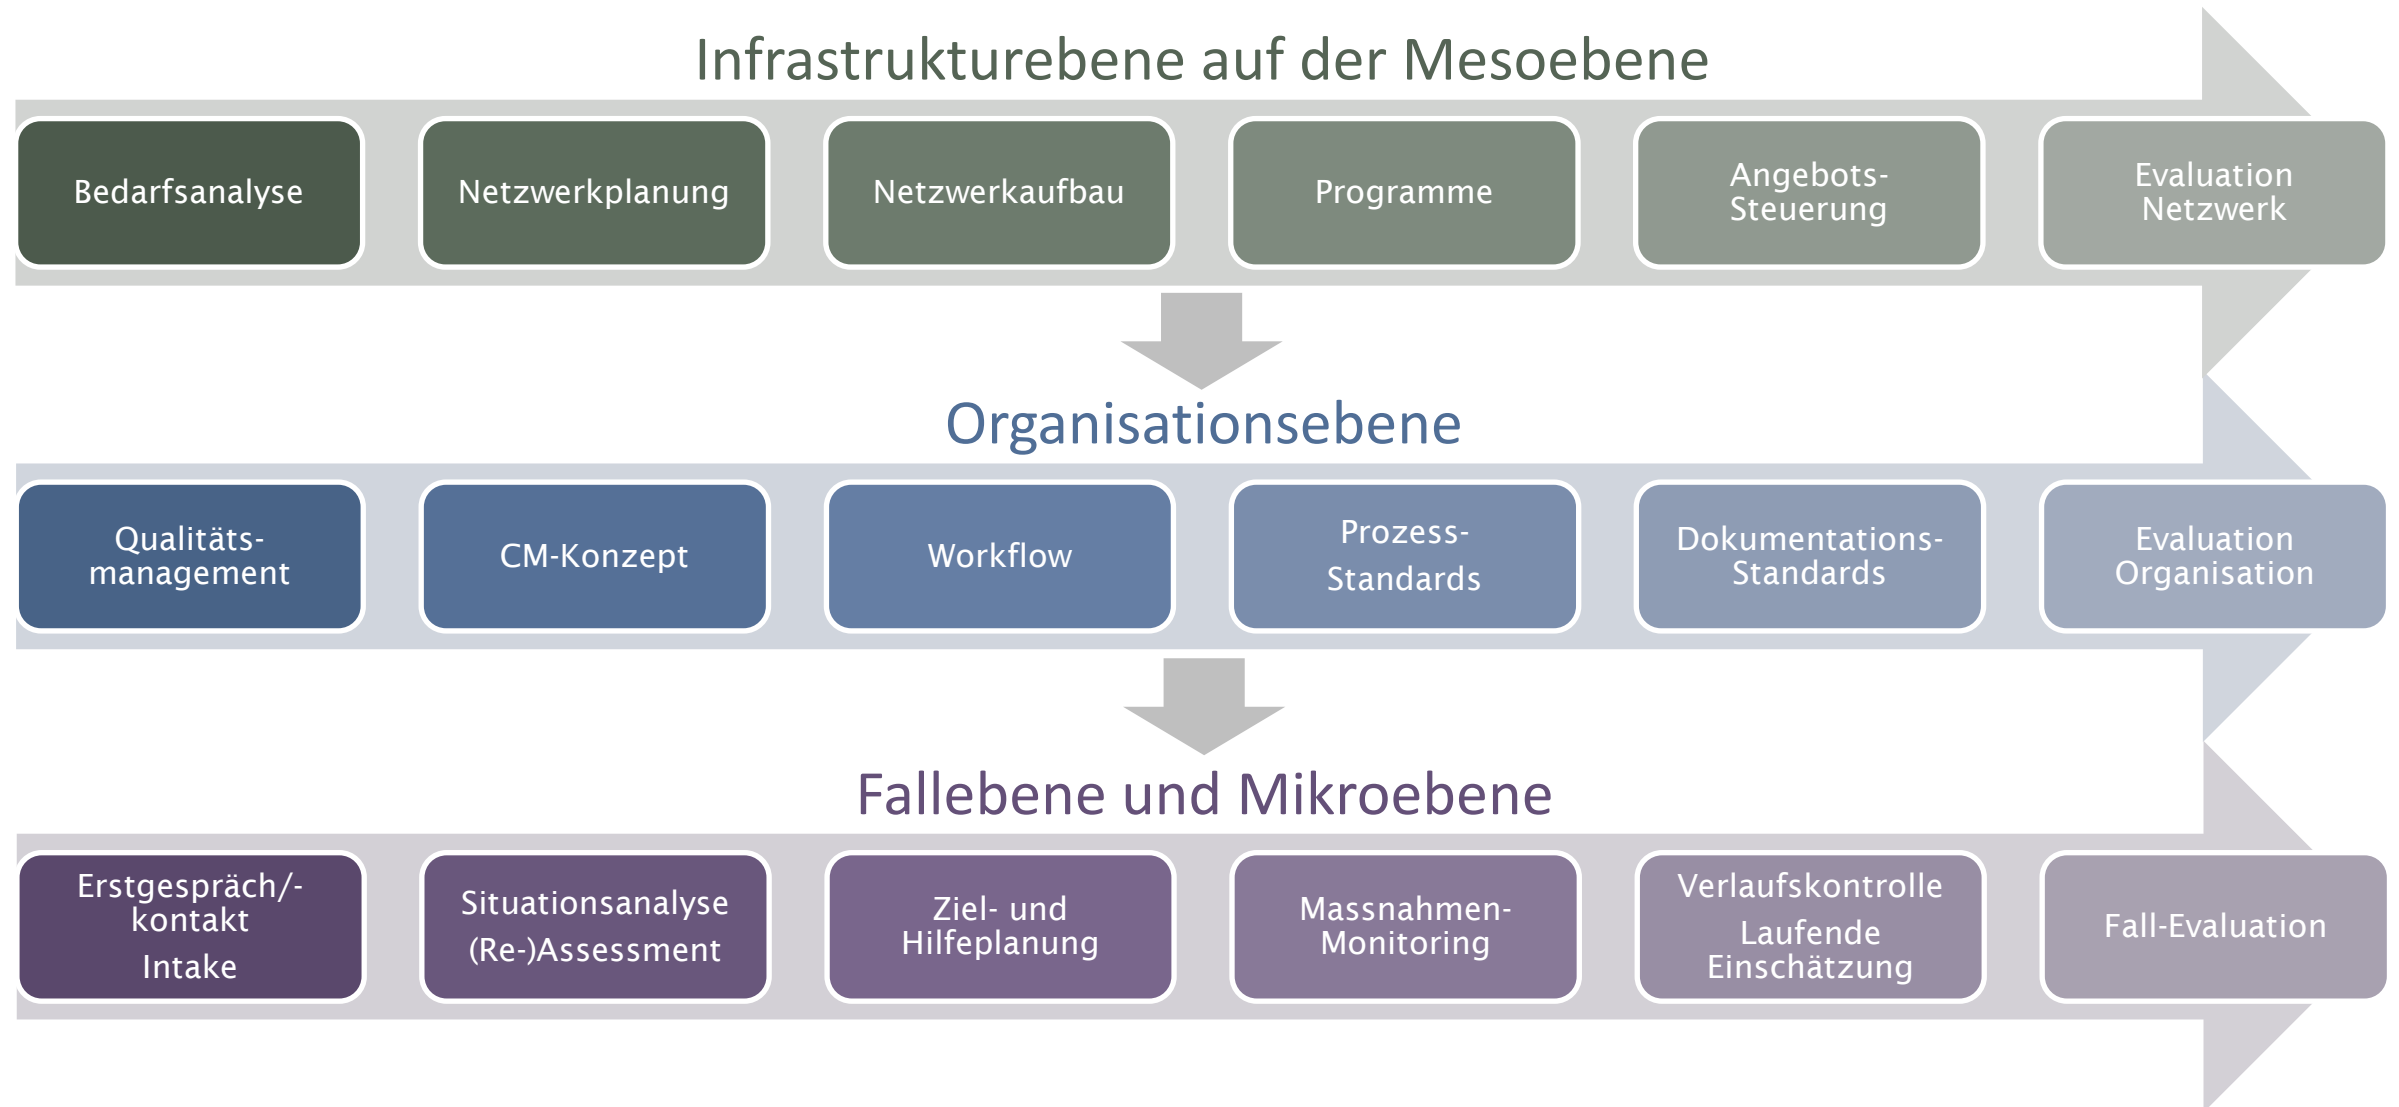 Infrastrukturebene auf der Mesoebene
Bedarfsanalyse
Netzwerkplanung
Netzwerkaufbau
Programme
Angebots-
Steuerung
Evaluation
Netzwerk
Organisationsebene
Qualitäts-
management
CM-Konzept
Workflow
Prozess-
Standards
Dokumentations-
Standards
Evaluation
Organisation
Fallebene und Mikroebene
Erstgespräch/-
kontakt
Intake
Situationsanalyse
(Re-)Assessment
Ziel- und
Hilfeplanung
Massnahmen-
Monitoring
Verlaufskontrolle
Laufende
Einschätzung
Fall-Evaluation